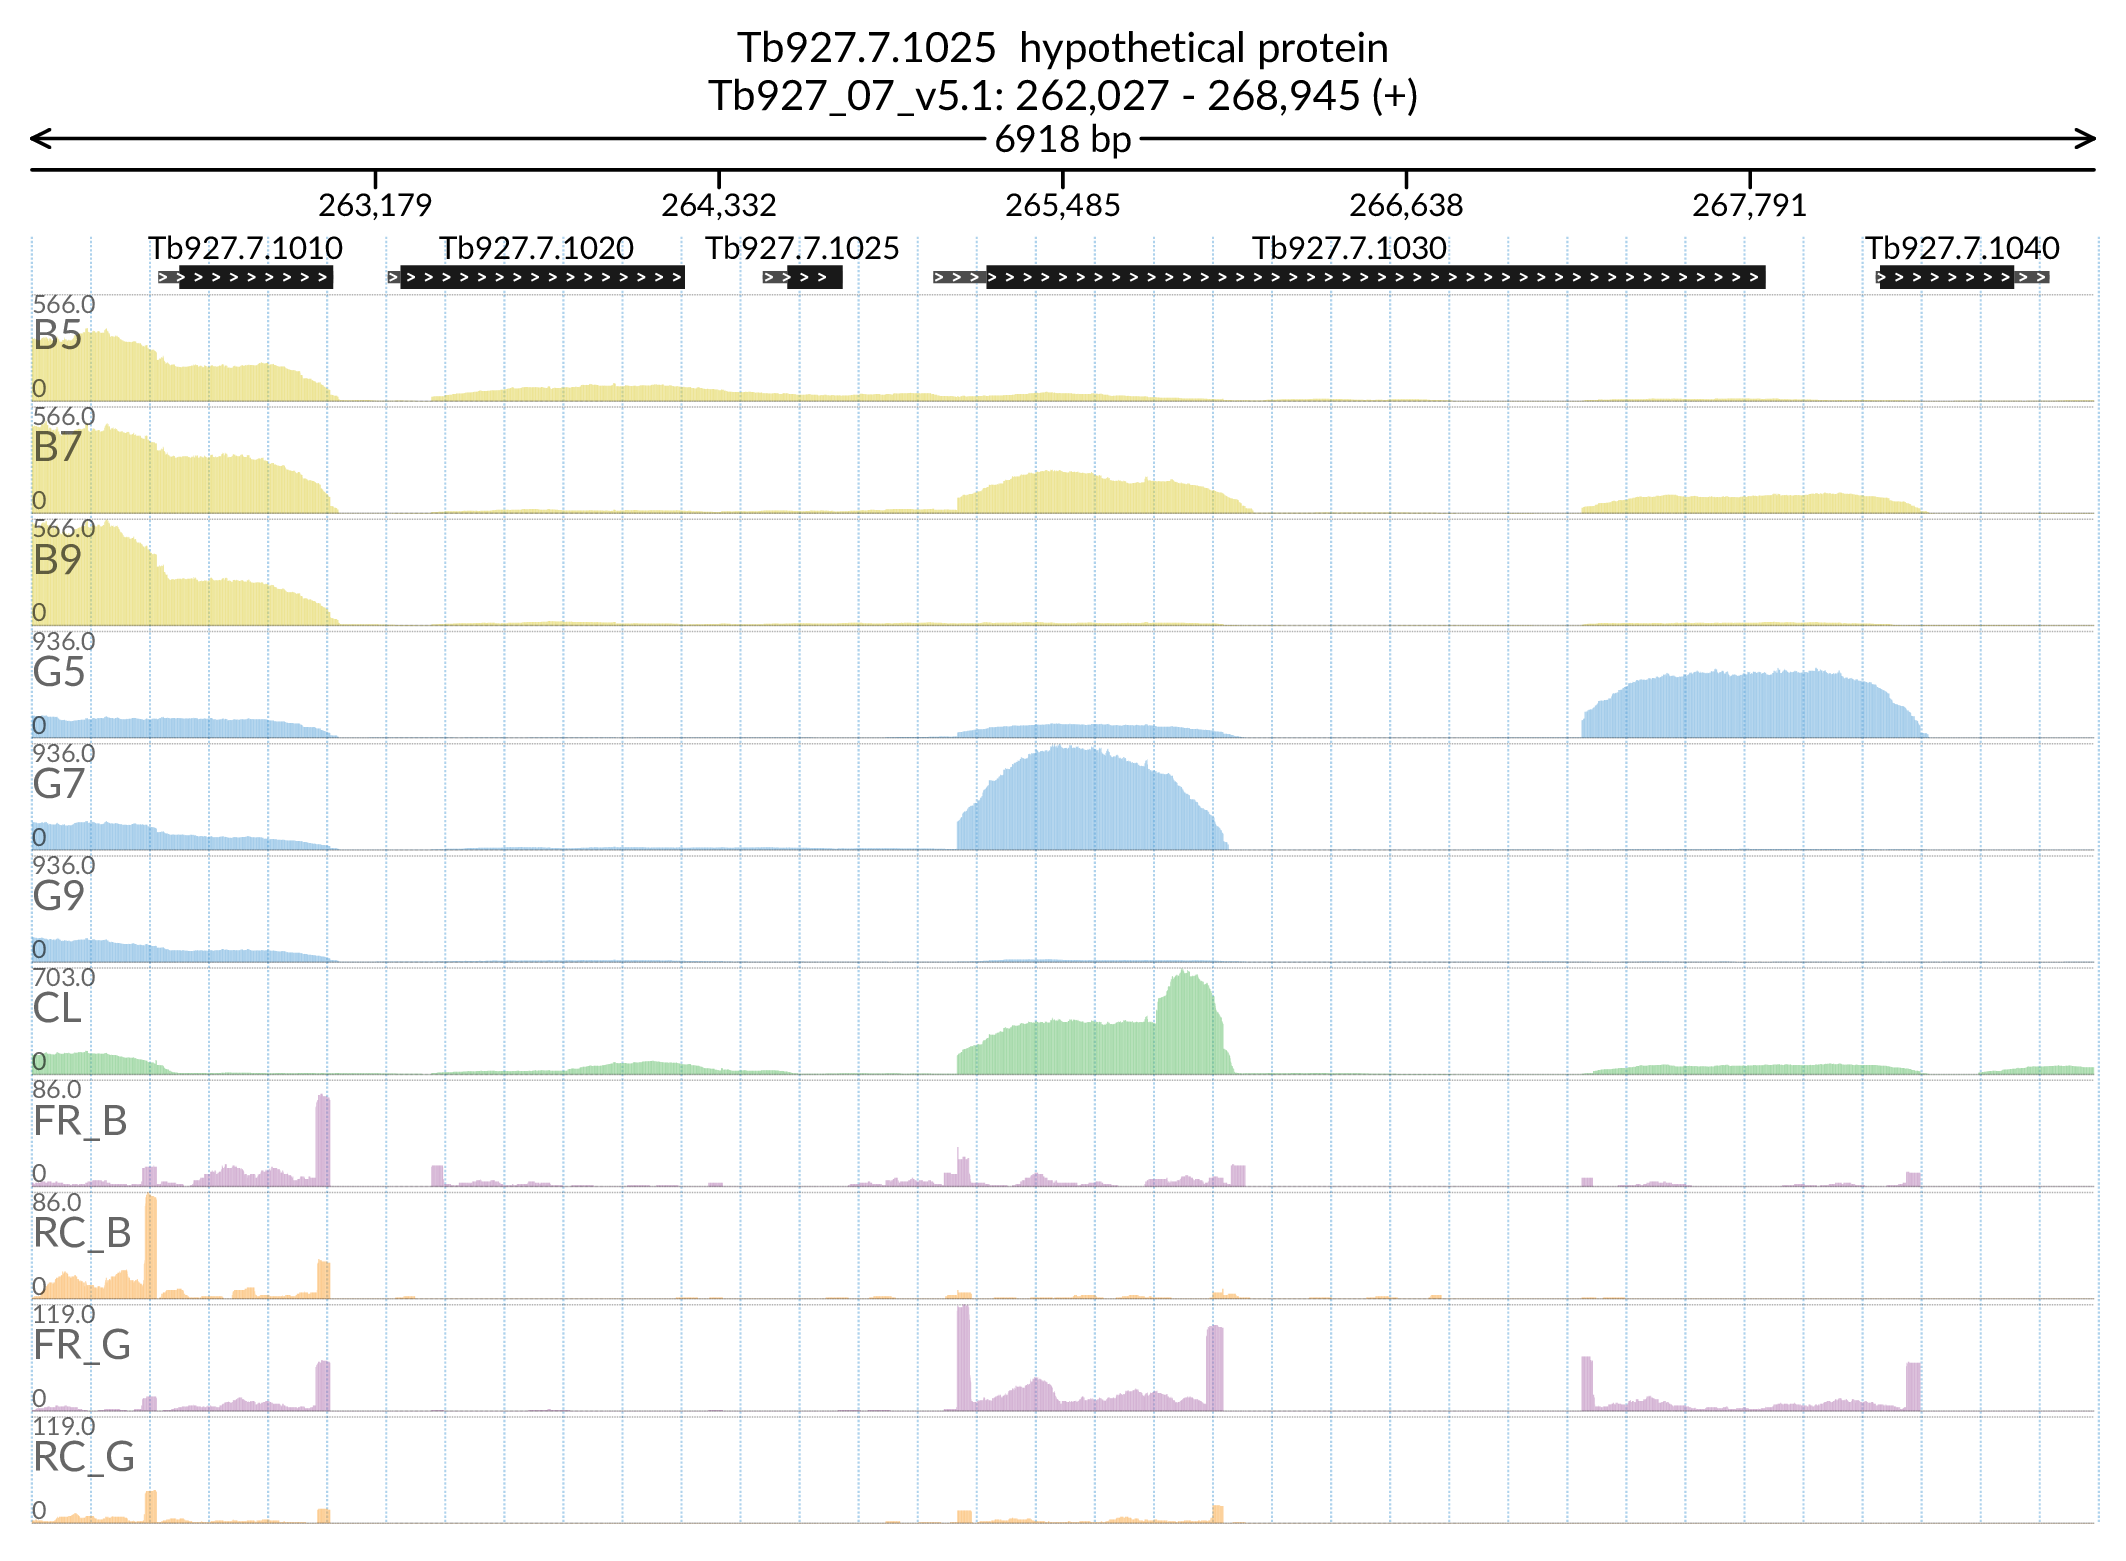 Tb927.7.1025  hypothetical protein
Tb927_07_v5.1: 262,027 - 268,945 (+)
6918 bp
263,179 264,332 265,485 266,638 267,791
Tb927.7.1010 Tb927.7.1020 Tb927.7.1025 Tb927.7.1030 Tb927.7.1040
566.0
B5
0
566.0
B7
0
566.0
B9
0
936.0
G5
0
936.0
G7
0
936.0
G9
0
703.0
CL
0
86.0
FR_B
0
86.0
RC_B
0
119.0
FR_G
0
119.0
RC_G
0